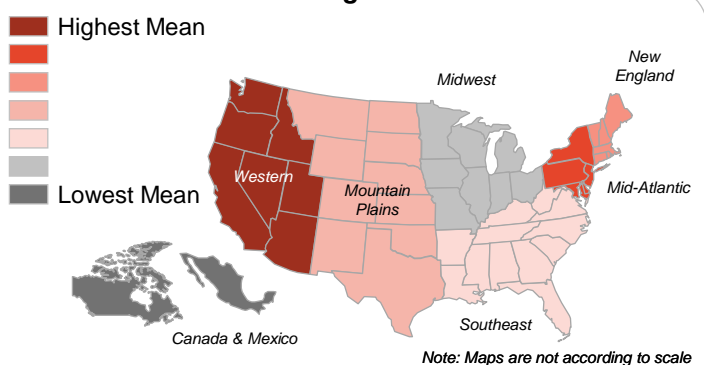 Highest Mean
New
England
Midwest
Western
Mountain
Plains
Mid-Atlantic
Lowest Mean
Southeast
Canada & Mexico
Note: Maps are not according to scale